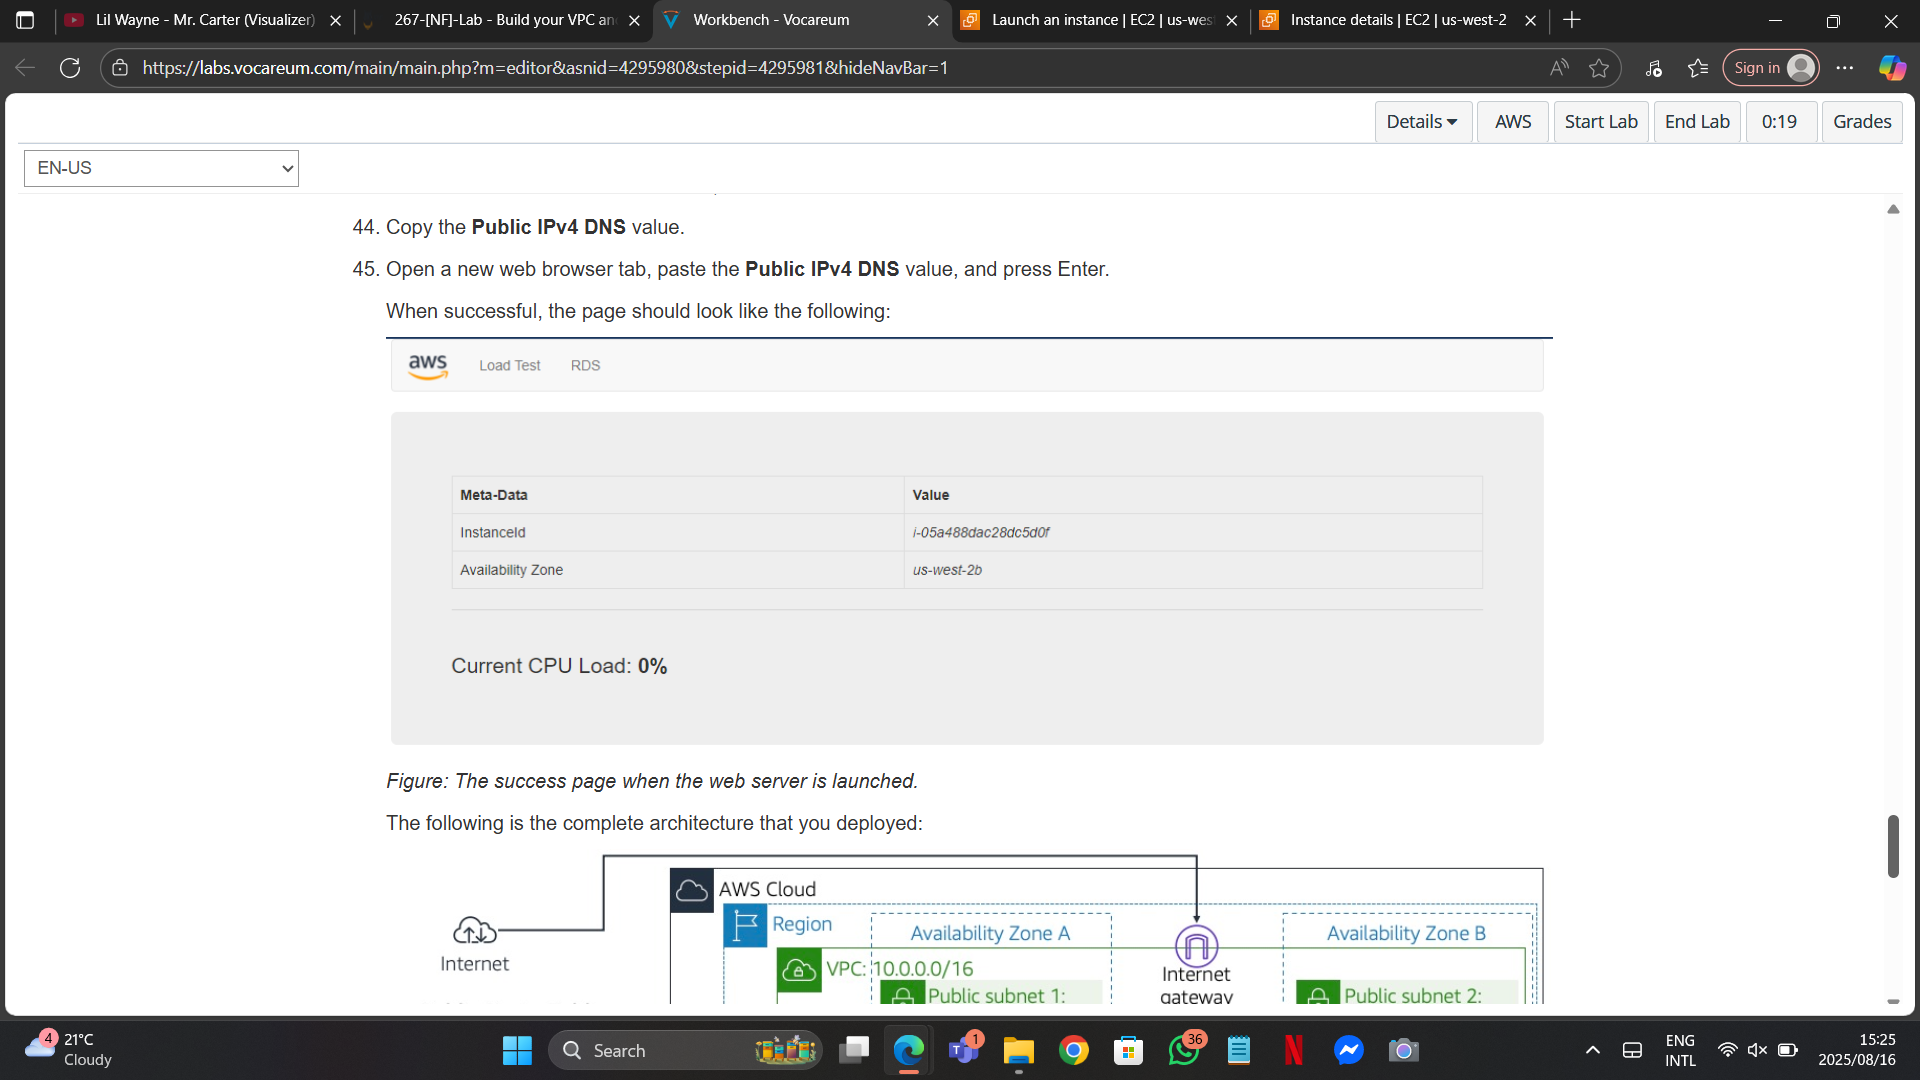 Lil Wayne - Mr. Carter (Visualizer)
267-[NF]-Lab - Build your VPC an
Workbench - Vocareum
Launch an instance | EC2 | us-wes
Instance details | EC2 | us-west-2
https://labs.vocareum.com/main/main.php?m=editor&asnid=4295980&stepid=4295981&hideNavBar=1
Sign in
Details
AWS
Start Lab
End Lab
0:19
Grades
EN-US
44. Copy the Public IPv4 DNS value.
45. Open a new web browser tab, paste the Public IPv4 DNS value, and press Enter.
When successful, the page should look like the following:
aws
Load Test
RDS
Meta-Data
Value
InstanceId
i-05a488dac28dc5d0f
Availability Zone
us-west-2b
Current CPU Load: 0%
Figure: The success page when the web server is launched.
The following is the complete architecture that you deployed:
AWS Cloud
Region
Availability Zone A
Availability Zone B
Internet
VPC: 10.0.0.0/16
Internet
gateway
Public subnet 1:
Public subnet 2:
4
21°C
Cloudy
Search
1
36
ENG
INTL
15:25
2025/08/16